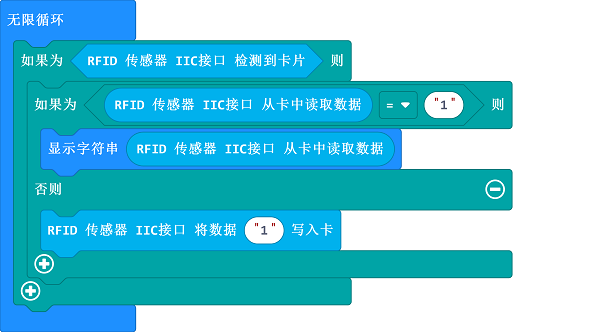 无限循环
如果为 RFID 传感器 IIC接口 检测到卡片 则
如果为 RFID 传感器 IIC接口 从卡中读取数据 = "1" 则
显示字符串 RFID 传感器 IIC接口 从卡中读取数据
否则
RFID 传感器 IIC接口 将数据 "1" 写入卡